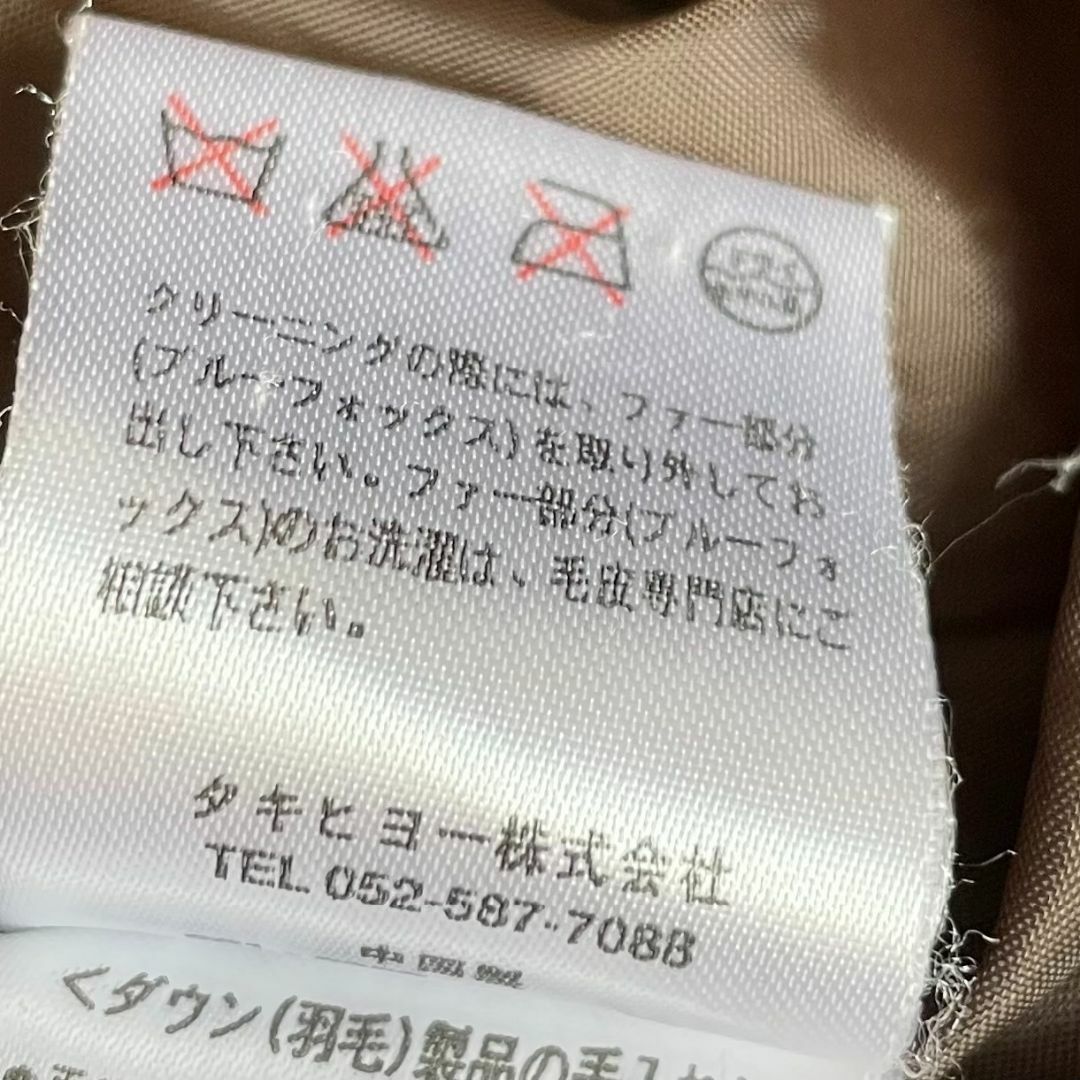 クリーニングの際には、ファー部分
(ブルーフォックス)を取り外してお
出し下さい。ファー部分(ブルーフォ
ックス)のお洗濯は、毛皮専門店にご
相談下さい。
タキヒヨー株式会社
TEL 052-587-7088
中国製
<ダウン(羽毛)製品の手入れ